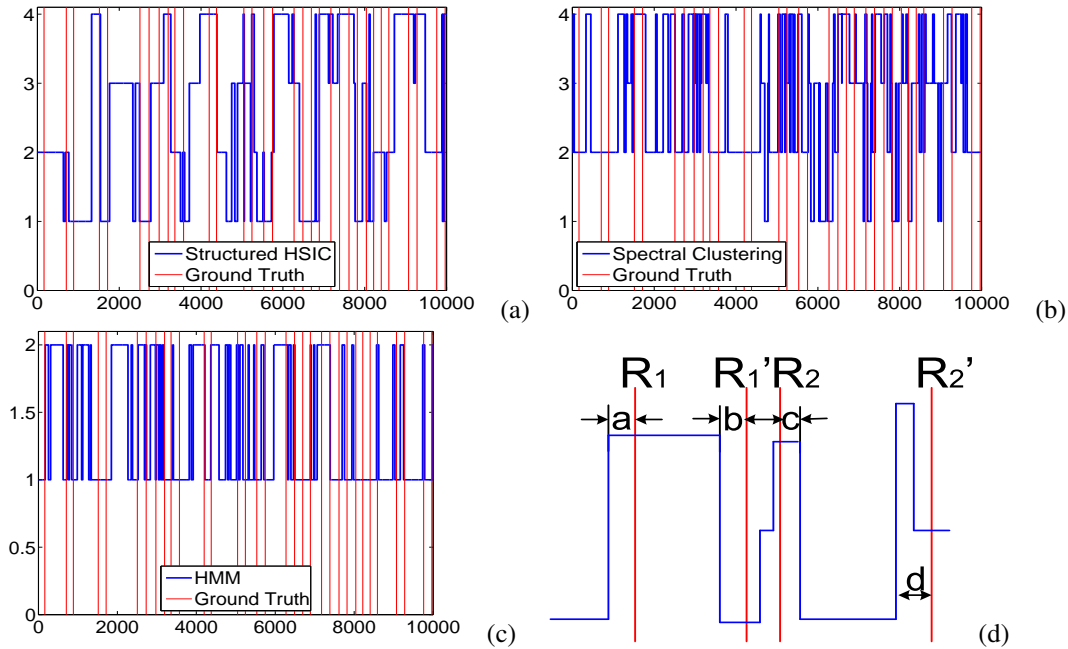 4
3
2
1
0
0 2000 4000 6000 8000 10000
Structured HSIC
Ground Truth
(a)
4
3
2
1
0
0 2000 4000 6000 8000 10000
Spectral Clustering
Ground Truth
(b)
2
1.5
1
0.5
0
0 2000 4000 6000 8000 10000
HMM
Ground Truth
(c)
R1 R1' R2 R2'
a b c
d
(d)